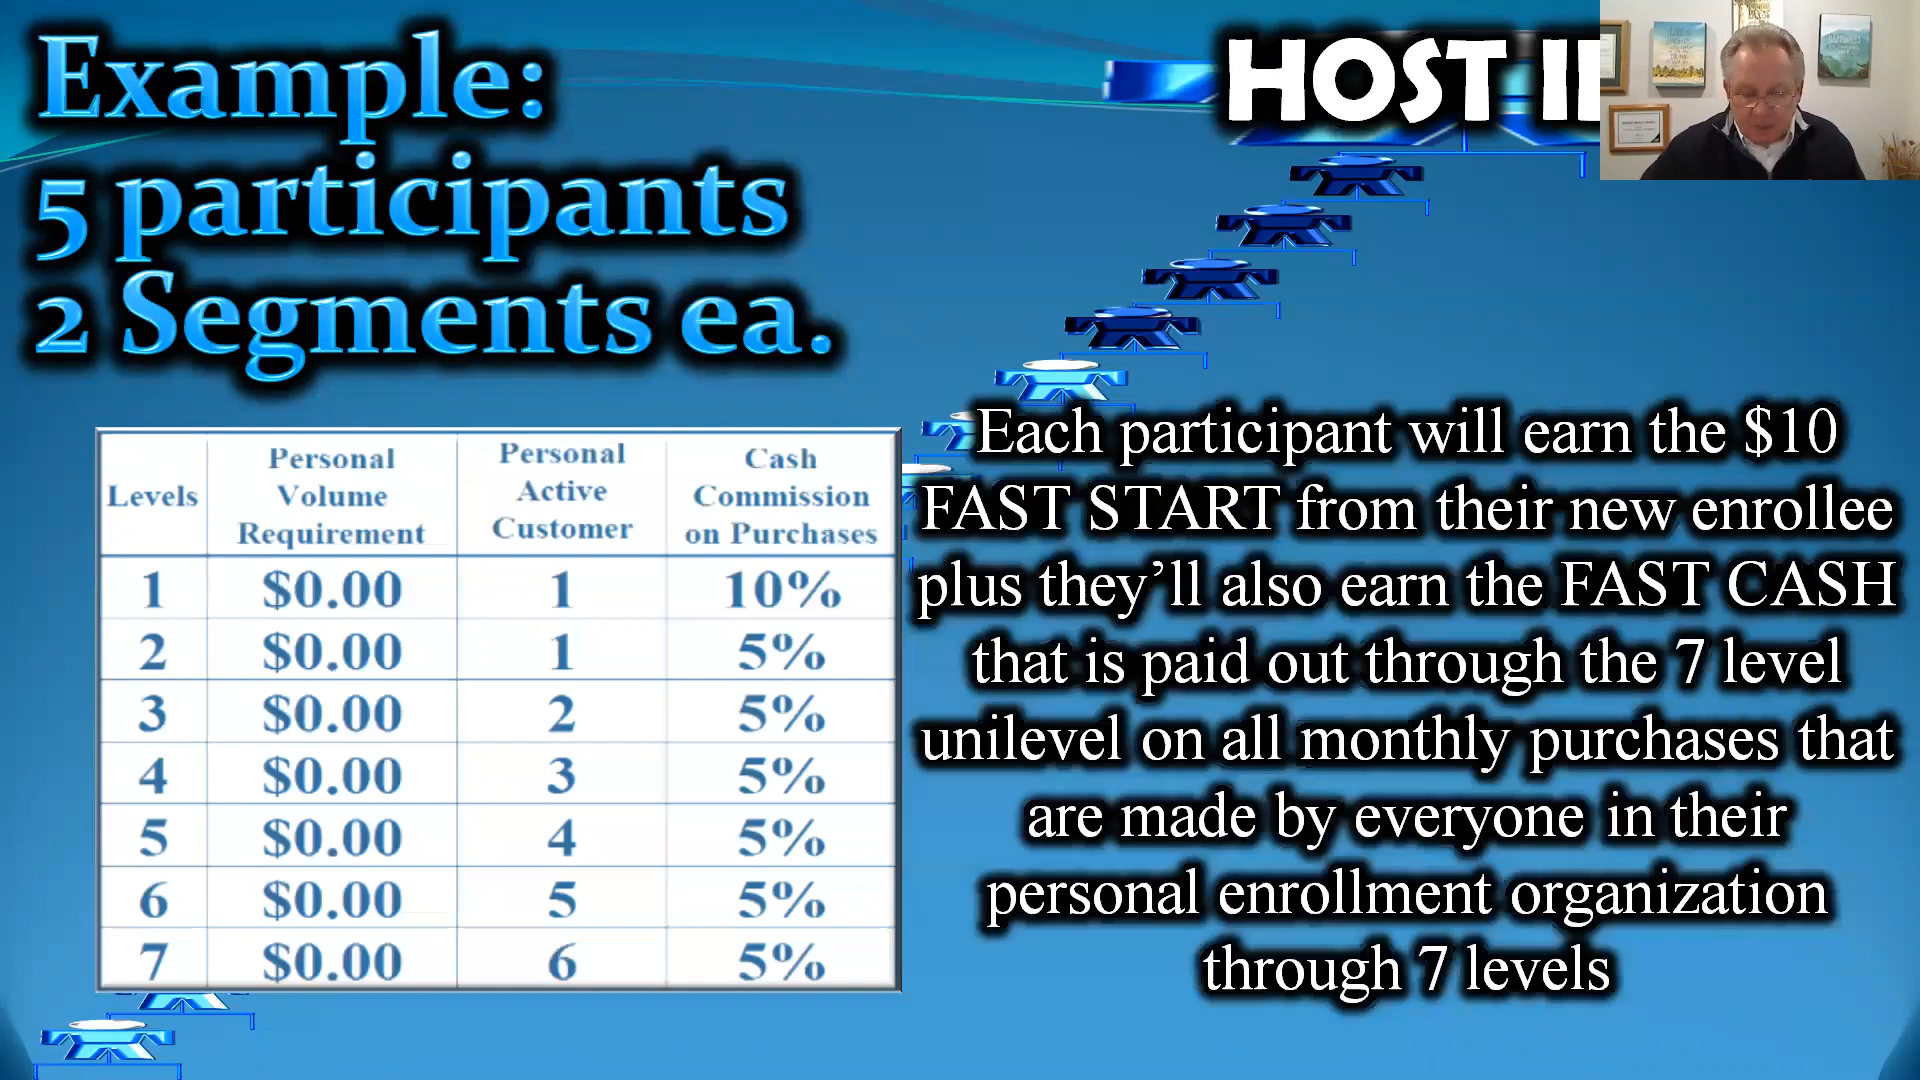 Example:
5 participants
2 Segments ea.
HOST
Levels
Personal Volume Requirement
Personal Active Customer
Cash Commission on Purchases
1 $0.00 1 10%
2 $0.00 1 5%
3 $0.00 2 5%
4 $0.00 3 5%
5 $0.00 4 5%
6 $0.00 5 5%
7 $0.00 6 5%
Each participant will earn the $10
FAST START from their new enrollee
plus they’ll also earn the FAST CASH
that is paid out through the 7 level
unilevel on all monthly purchases that
are made by everyone in their
personal enrollment organization
through 7 levels